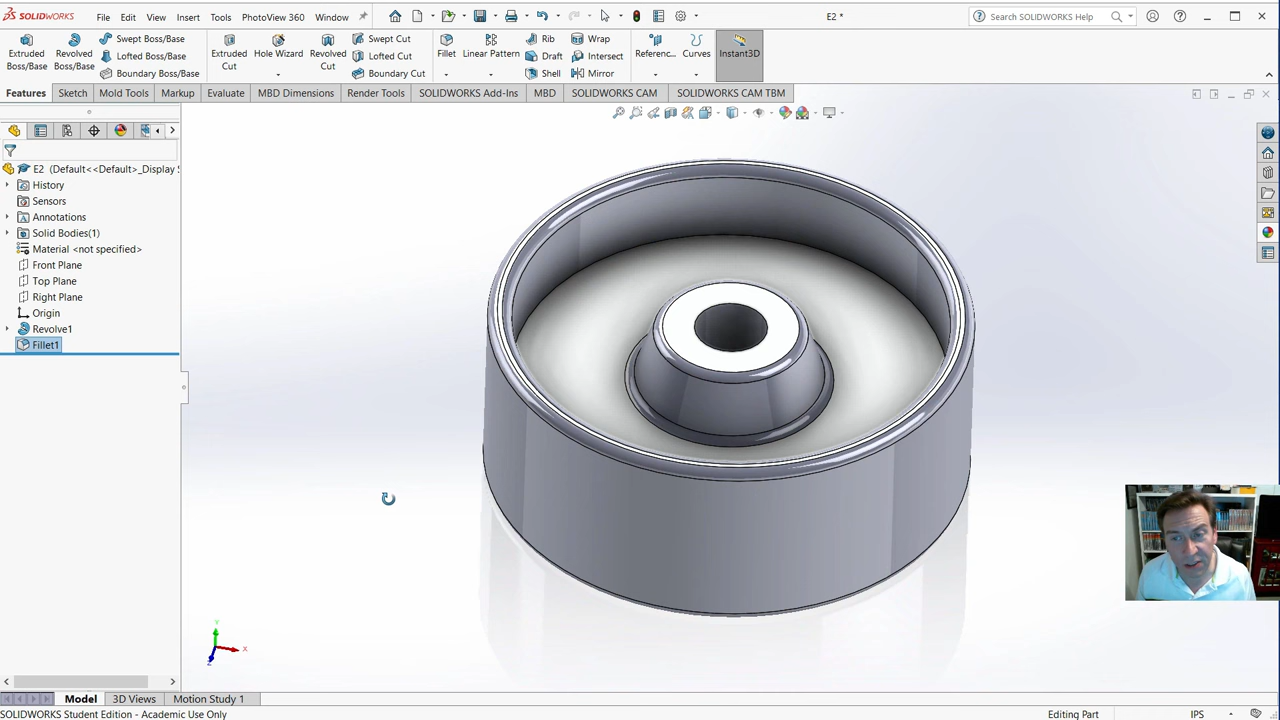 SOLIDWORKS
File
Edit
View
Insert
Tools
PhotoView 360
Window
E2 *
Search SOLIDWORKS Help
Extruded Boss/Base
Revolved Boss/Base
Swept Boss/Base
Lofted Boss/Base
Boundary Boss/Base
Extruded Cut
Hole Wizard
Revolved Cut
Swept Cut
Lofted Cut
Boundary Cut
Fillet
Linear Pattern
Rib
Draft
Shell
Wrap
Intersect
Mirror
Referenc...
Curves
Instant3D
Features
Sketch
Mold Tools
Markup
Evaluate
MBD Dimensions
Render Tools
SOLIDWORKS Add-Ins
MBD
SOLIDWORKS CAM
SOLIDWORKS CAM TBM
E2 (Default<<Default>_Display
History
Sensors
Annotations
Solid Bodies(1)
Material <not specified>
Front Plane
Top Plane
Right Plane
Origin
Revolve1
Fillet1
Y
X
Z
Model
3D Views
Motion Study 1
SOLIDWORKS Student Edition - Academic Use Only
Editing Part
IPS